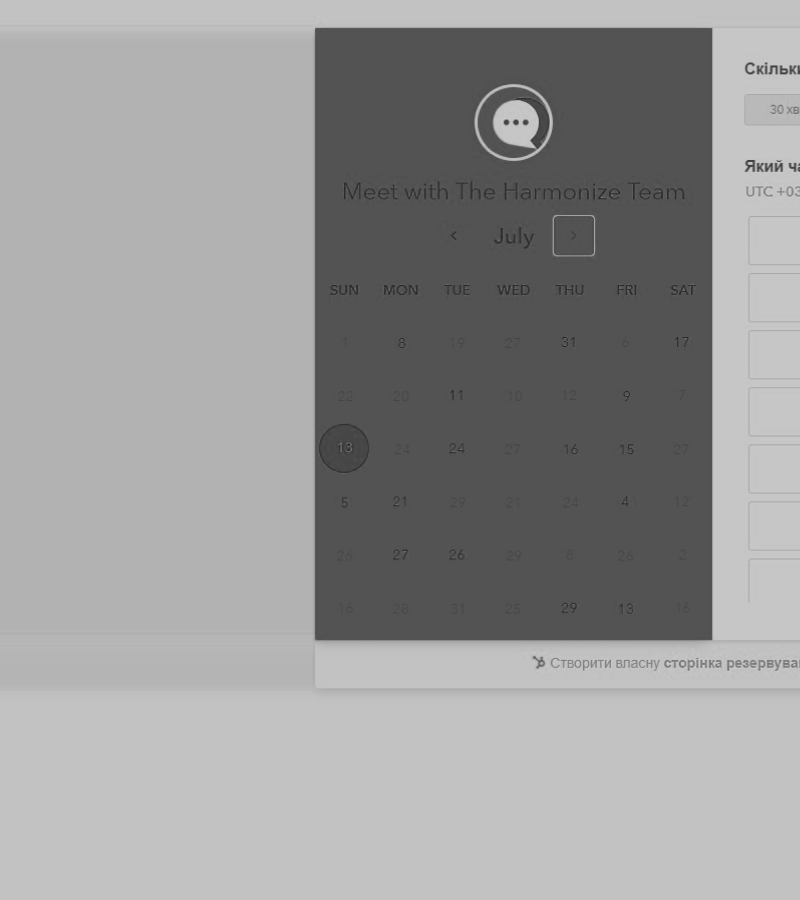 Meet with The Harmonize Team
July
SUN MON TUE WED THU FRI SAT
1 8 19 27 31 6 17
22 20 11 10 12 9 7
13 24 24 27 16 15 27
5 21 29 21 24 4 12
26 27 26 29 8 26 2
16 28 31 25 29 13 16
Скільк
30 хв
Який ча
UTC +03
Створити власну сторінка резервува